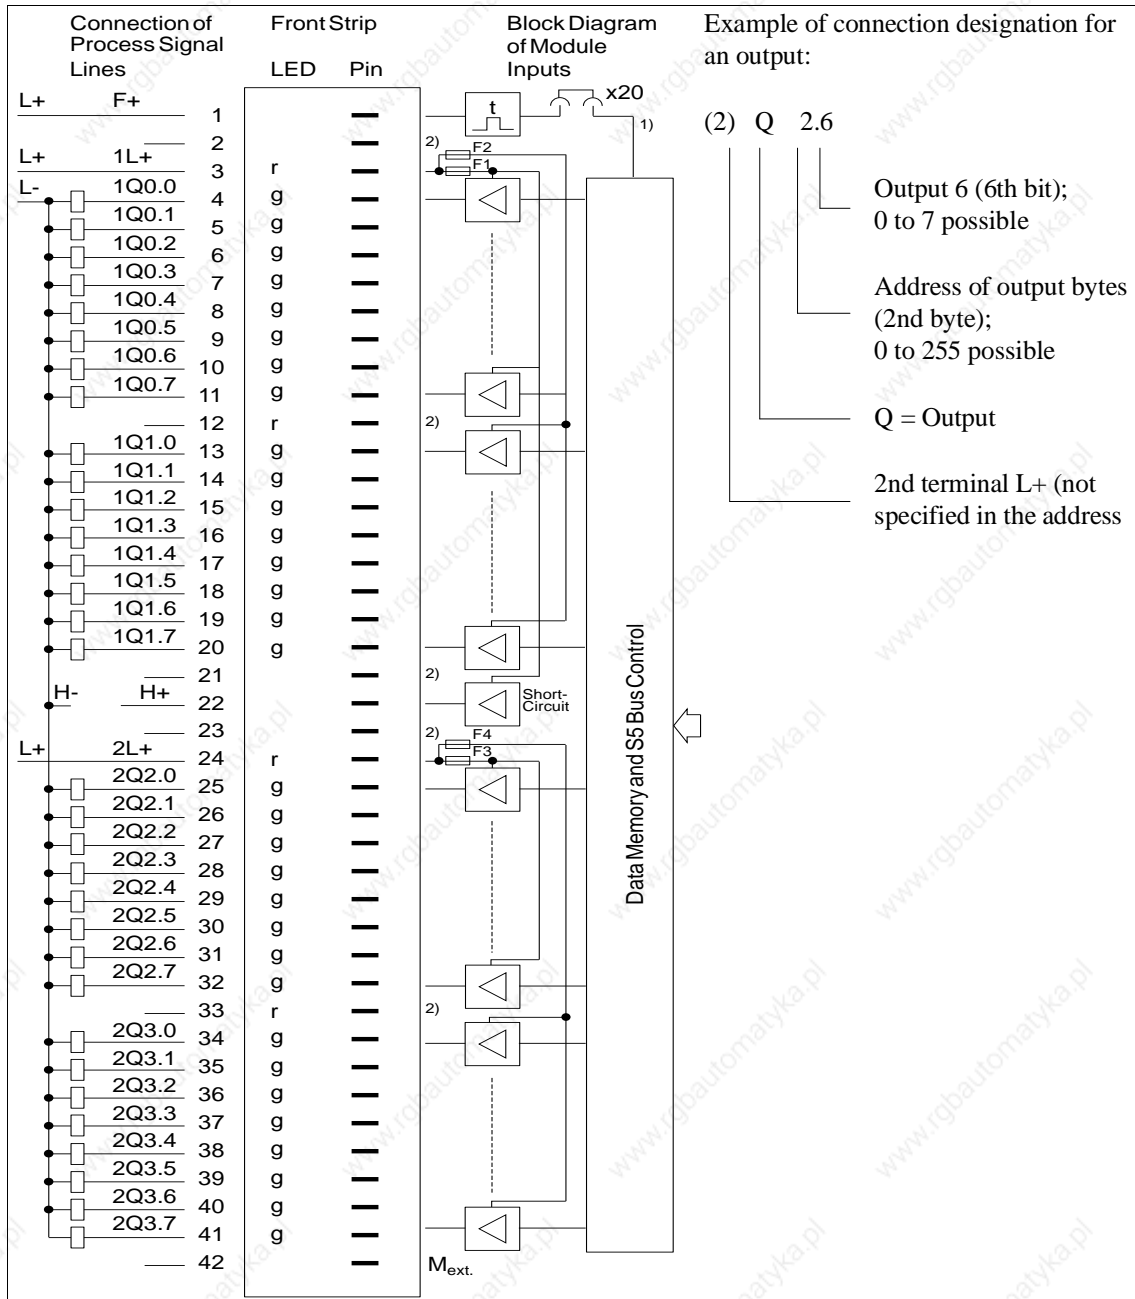 Connection of
Process Signal
Lines
Front Strip
LED Pin
Block Diagram
of Module
Inputs
Example of connection designation for
an output:
L+ F+ 1
t
x20
1)
2 2)
F2
L+ 1L+ 3 r
F1
L- 1Q0.0 4 g
1Q0.1 5 g
1Q0.2 6 g
1Q0.3 7 g
1Q0.4 8 g
1Q0.5 9 g
1Q0.6 10 g
1Q0.7 11 g
12 r 2)
1Q1.0 13 g
1Q1.1 14 g
1Q1.2 15 g
1Q1.3 16 g
1Q1.4 17 g
1Q1.5 18 g
1Q1.6 19 g
1Q1.7 20 g
21 2)
H- H+ 22
Short-
Circuit
23 2)
F4
L+ 2L+ 24 r
F3
2Q2.0 25 g
2Q2.1 26 g
2Q2.2 27 g
2Q2.3 28 g
2Q2.4 29 g
2Q2.5 30 g
2Q2.6 31 g
2Q2.7 32 g
33 r 2)
2Q3.0 34 g
2Q3.1 35 g
2Q3.2 36 g
2Q3.3 37 g
2Q3.4 38 g
2Q3.5 39 g
2Q3.6 40 g
2Q3.7 41 g
42 Mext.
Data Memory and S5 Bus Control
(2) Q 2.6
Output 6 (6th bit);
0 to 7 possible
Address of output bytes
(2nd byte);
0 to 255 possible
Q = Output
2nd terminal L+ (not
specified in the address
www.rgbautomatyka.pl